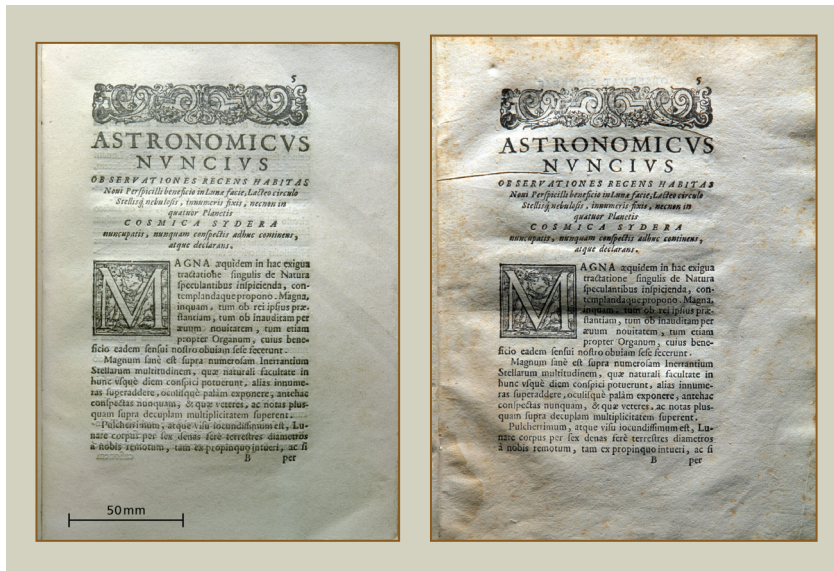 5
ASTRONOMICVS
NVNCIVS
OBSERVATIONES RECENS HABITAS
Noui Perſpicilli beneficio in Lunæ facie, Lacteo circulo
Stellisq́ nebuloſis, innumeris fixis, necnon in
quatuor Planetis
COSMICA SYDERA
nuncupatis, nunquam conſpectis adhuc continens,
atque declarans.
MAGNA æquidem in hac exigua
tractatione ſingulis de Natura
ſpeculantibus inſpicienda, con-
templandaque propono. Magna,
inquam, tum ob rei ipſius præ-
ſtantiam, tum ob inauditam per
æuum nouitatem, tum etiam
propter Organum, cuius bene-
ficio eadem ſenſui noſtro obuiam ſeſe fecerunt.
Magnum ſanè eſt supra numeroſam Inerrantium
Stellarum multitudinem, quæ naturali facultate in
hunc vſquè diem conſpici potuerunt, alias innume-
ras ſuperaddere, oculiſquè palàm exponere, antehac
conſpectas nunquam, & quæ veteres, ac notas plus-
quam ſupra decuplam multiplicitatem ſuperent.
Pulcherrimum, atque viſu iocundiſſimum eſt, Lu-
nare corpus per ſex denas ferè terreſtres diametros
à nobis remotum, tam ex propinquo intueri, ac ſi
B per
50mm
5
ASTRONOMICVS
NVNCIVS
OBSERVATIONES RECENS HABITAS
Noui Perſpicilli beneficio in Lunæ facie, Lacteo circulo
Stellisq́ nebuloſis, innumeris fixis, necnon in
quatuor Planetis
COSMICA SYDERA
nuncupatis, nunquam conſpectis adhuc continens,
atque declarans.
MAGNA æquidem in hac exigua
tractatione ſingulis de Natura
ſpeculantibus inſpicienda, con-
templandaque propono. Magna,
inquam, tum ob rei ipſius præ-
ſtantiam, tum ob inauditam per
æuum nouitatem, tum etiam
propter Organum, cuius bene-
ficio eadem ſenſui noſtro obuiam ſeſe fecerunt.
Magnum ſanè eſt supra numeroſam Inerrantium
Stellarum multitudinem, quæ naturali facultate in
hunc vſquè diem conſpici potuerunt, alias innume-
ras ſuperaddere, oculiſquè palàm exponere, antehac
conſpectas nunquam, & quæ veteres, ac notas plus-
quam ſupra decuplam multiplicitatem ſuperent.
Pulcherrimum, atque viſu iocundiſſimum eſt, Lu-
nare corpus per ſex denas ferè terreſtres diametros
à nobis remotum, tam ex propinquo intueri, ac ſi
B per